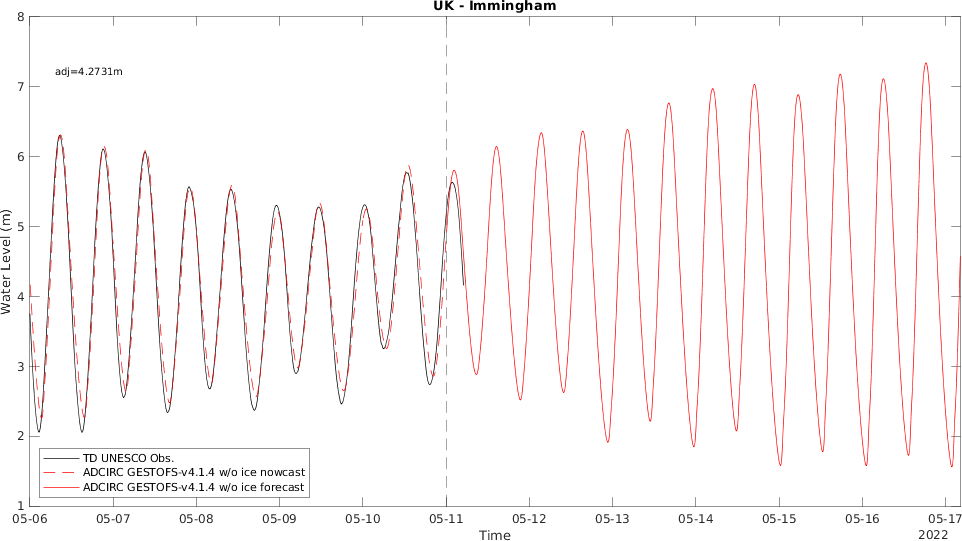 UK - Immingham
8
7
6
5
4
3
2
1
adj=4.2731m
Water Level (m)
TD UNESCO Obs.
ADCIRC GESTOFS-v4.1.4 w/o ice nowcast
ADCIRC GESTOFS-v4.1.4 w/o ice forecast
05-06 05-07 05-08 05-09 05-10 05-11 05-12 05-13 05-14 05-15 05-16 05-17
Time
2022